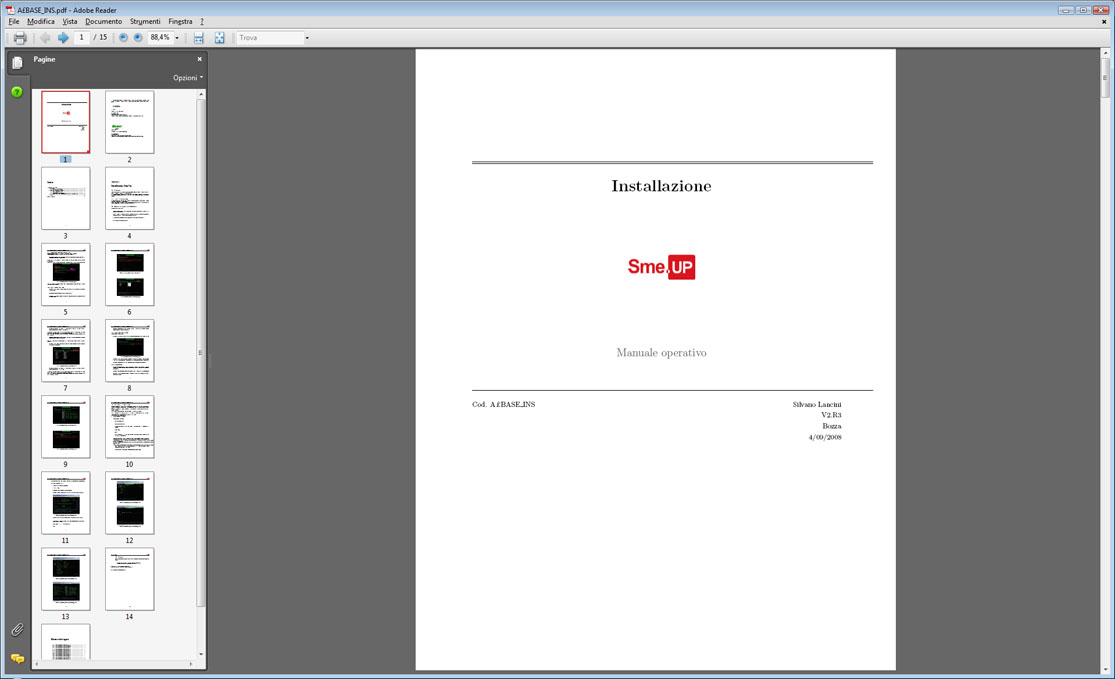 A£BASE_INS.pdf - Adobe Reader
File Modifica Vista Documento Strumenti Finestra ?
1 / 15 88,4% Trova
Pagine
Opzioni
1 2
3 4
5 6
7 8
9 10
11 12
13 14
Installazione
Sme.UP
Manuale operativo
Cod. A£BASE_INS
Silvano Lancini
V2.R3
Bozza
4/09/2008